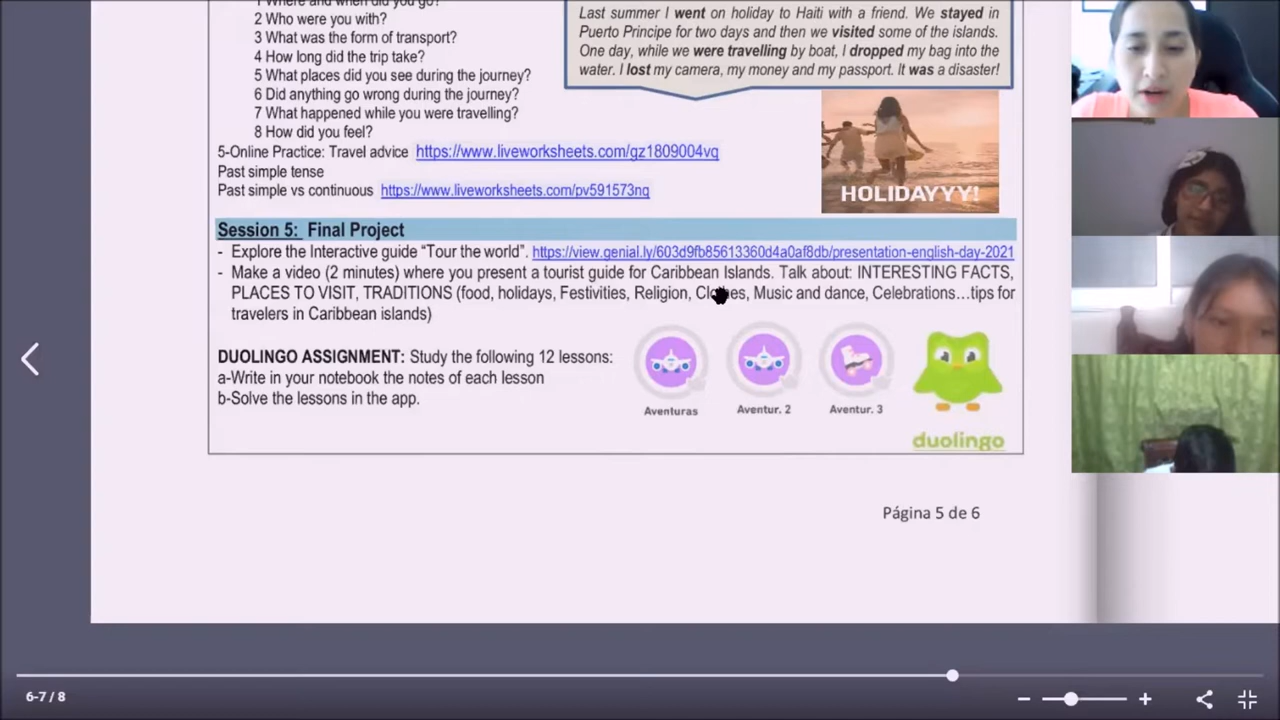 1 Where and when did you go?
2 Who were you with?
3 What was the form of transport?
4 How long did the trip take?
5 What places did you see during the journey?
6 Did anything go wrong during the journey?
7 What happened while you were travelling?
8 How did you feel?
Last summer I went on holiday to Haiti with a friend. We stayed in
Puerto Principe for two days and then we visited some of the islands.
One day, while we were travelling by boat, I dropped my bag into the
water. I lost my camera, my money and my passport. It was a disaster!
HOLIDAYYY!
5-Online Practice: Travel advice https://www.liveworksheets.com/gz1809004vq
Past simple tense
Past simple vs continuous https://www.liveworksheets.com/pv591573nq
Session 5: Final Project
- Explore the Interactive guide “Tour the world”. https://view.genial.ly/603d9fb85613360d4a0af8db/presentation-english-day-2021
- Make a video (2 minutes) where you present a tourist guide for Caribbean Islands. Talk about: INTERESTING FACTS,
PLACES TO VISIT, TRADITIONS (food, holidays, Festivities, Religion, Clothes, Music and dance, Celebrations…tips for
travelers in Caribbean islands)
DUOLINGO ASSIGNMENT: Study the following 12 lessons:
a-Write in your notebook the notes of each lesson
b-Solve the lessons in the app.
Aventuras
Aventur. 2
Aventur. 3
duolingo
Página 5 de 6
6-7 / 8